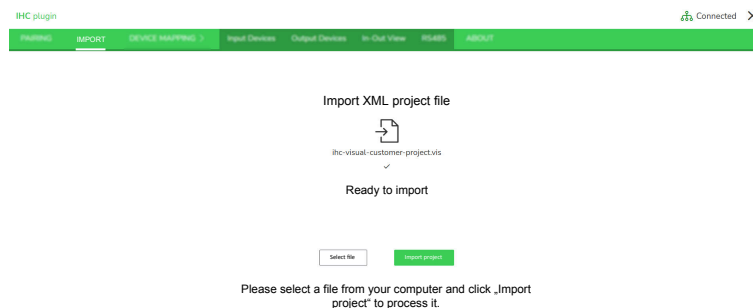 IHC plugin
Connected
PAIRING IMPORT DEVICE MAPPING Input Devices Output Devices In-Out View RS485 ABOUT
Import XML project file
ihc-visual-customer-project.vis
Ready to import
Select file Import project
Please select a file from your computer and click „Import
project“ to process it.